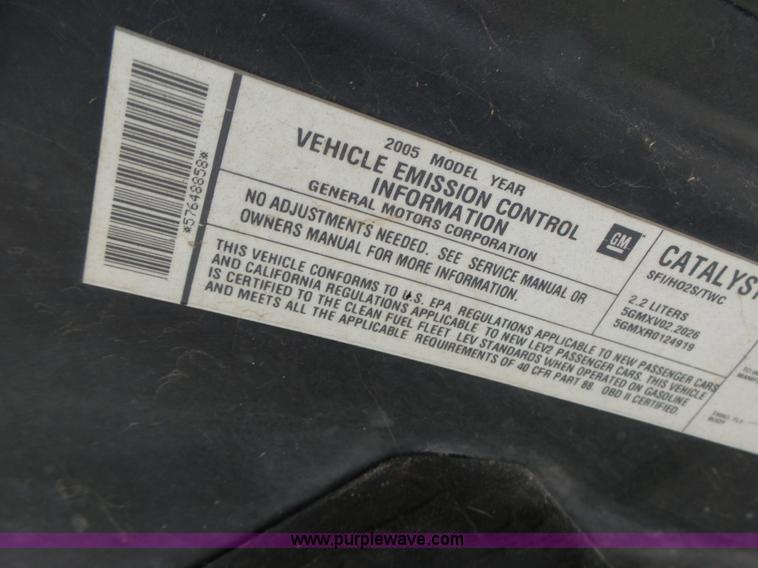 *57648858*
2005 MODEL YEAR
VEHICLE EMISSION CONTROL
INFORMATION
GENERAL MOTORS CORPORATION
GM
NO ADJUSTMENTS NEEDED. SEE SERVICE MANUAL OR
OWNERS MANUAL FOR MORE INFORMATION.
THIS VEHICLE CONFORMS TO U.S. EPA REGULATIONS APPLICABLE TO NEW PASSENGER CARS
AND CALIFORNIA REGULATIONS APPLICABLE TO NEW LEV2 PASSENGER CARS. THIS VEHICLE
IS CERTIFIED TO THE CLEAN FUEL FLEET LEV STANDARDS WHEN OPERATED ON GASOLINE
AND MEETS ALL THE APPLICABLE REQUIREMENTS OF 40 CFR PART 88. OBD II CERTIFIED.
CATALYST
SFI/HO2S/TWC
2.2 LITERS
5GMXV02.2026
5GMXR0124919
www.purplewave.com